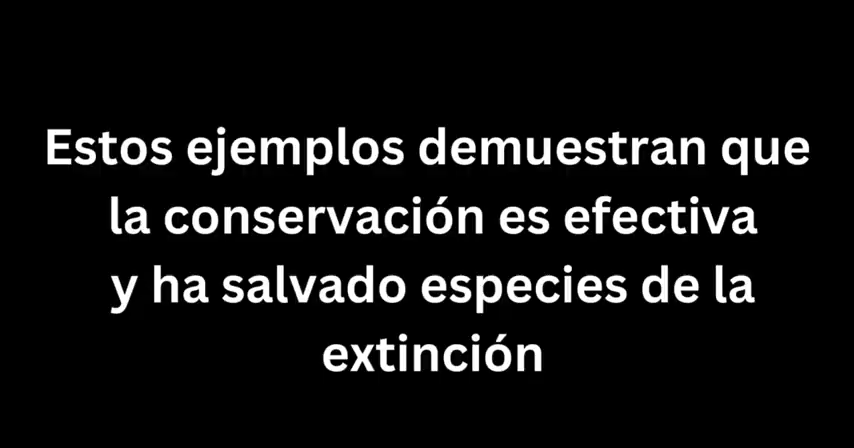 Estos ejemplos demuestran que
la conservación es efectiva
y ha salvado especies de la
extinción